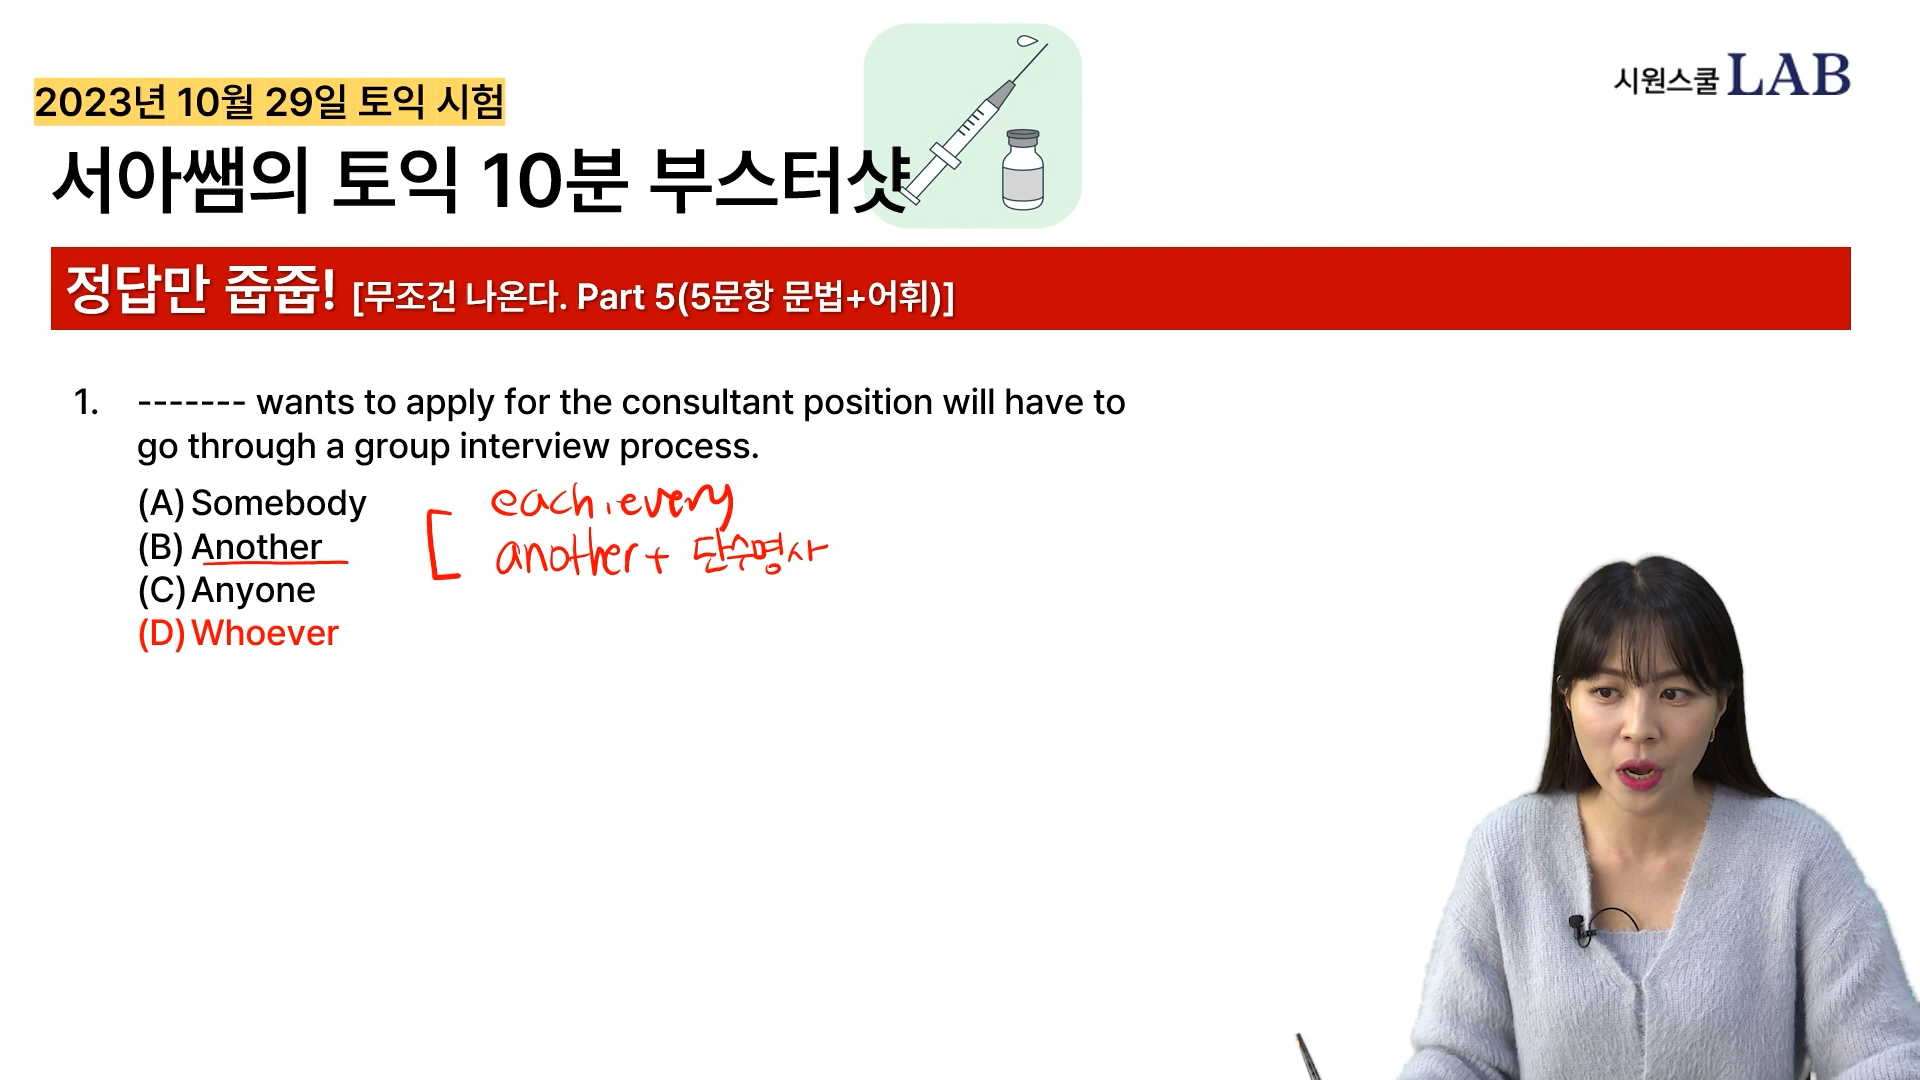 2023년 10월 29일 토익 시험
시원스쿨 LAB
서아쌤의 토익 10분 부스터샷
정답만 줍줍! [무조건 나온다. Part 5(5문항 문법+어휘)]
1. ------- wants to apply for the consultant position will have to
go through a group interview process.
(A) Somebody
(B) Another
(C) Anyone
(D) Whoever
each, every
another + 단수명사